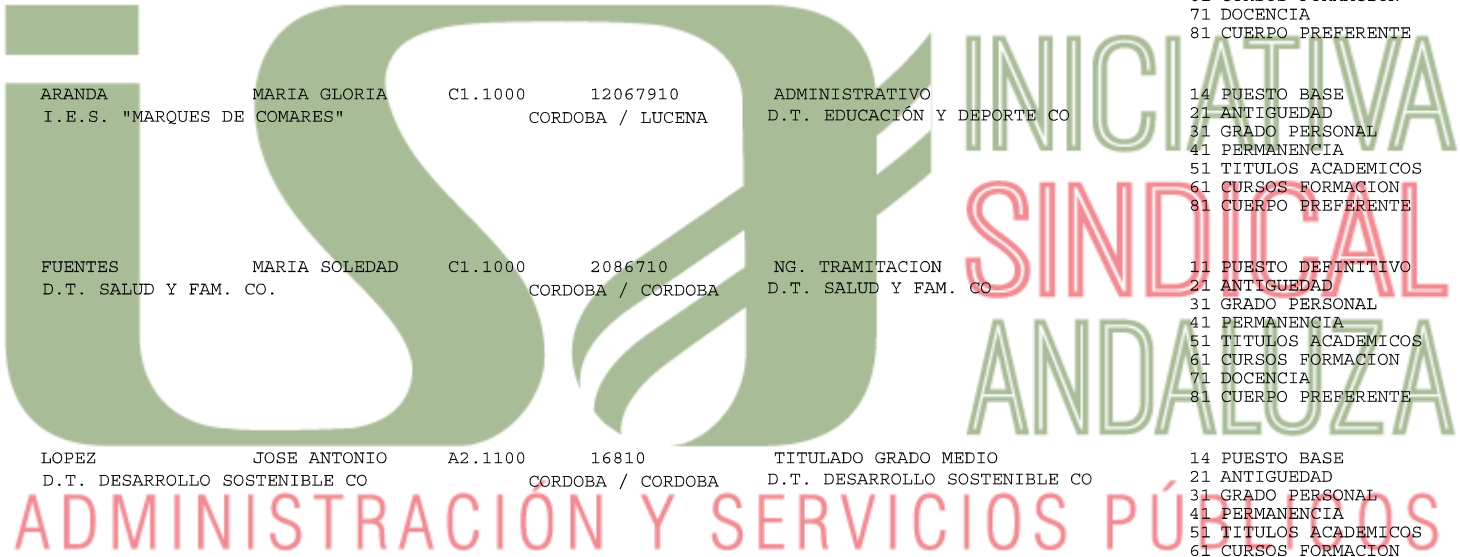 71 DOCENCIA
81 CUERPO PREFERENTE
ARANDA MARIA GLORIA C1.1000 12067910 ADMINISTRATIVO 14 PUESTO BASE
I.E.S. "MARQUES DE COMARES" CORDOBA / LUCENA D.T. EDUCACIÓN Y DEPORTE CO 21 ANTIGUEDAD
31 GRADO PERSONAL
41 PERMANENCIA
51 TITULOS ACADEMICOS
61 CURSOS FORMACION
81 CUERPO PREFERENTE
FUENTES MARIA SOLEDAD C1.1000 2086710 NG. TRAMITACION 11 PUESTO DEFINITIVO
D.T. SALUD Y FAM. CO. CORDOBA / CORDOBA D.T. SALUD Y FAM. CO 21 ANTIGUEDAD
31 GRADO PERSONAL
41 PERMANENCIA
51 TITULOS ACADEMICOS
61 CURSOS FORMACION
71 DOCENCIA
81 CUERPO PREFERENTE
LOPEZ JOSE ANTONIO A2.1100 16810 TITULADO GRADO MEDIO 14 PUESTO BASE
D.T. DESARROLLO SOSTENIBLE CO CORDOBA / CORDOBA D.T. DESARROLLO SOSTENIBLE CO 21 ANTIGUEDAD
31 GRADO PERSONAL
41 PERMANENCIA
51 TITULOS ACADEMICOS
61 CURSOS FORMACION
isa
INICIATIVA
SINDICAL
ANDALUZA
ADMINISTRACIÓN Y SERVICIOS PÚBLICOS